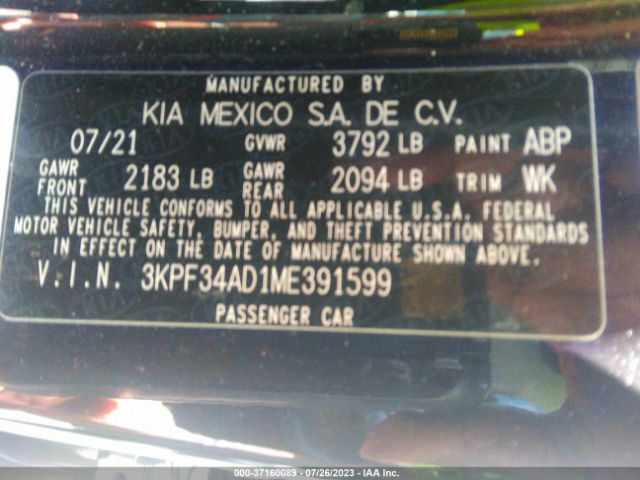 MANUFACTURED BY
KIA MEXICO S.A. DE C.V.
07/21 GVWR 3792 LB PAINT ABP
GAWR FRONT 2183 LB GAWR REAR 2094 LB TRIM WK
THIS VEHICLE CONFORMS TO ALL APPLICABLE U.S.A. FEDERAL
MOTOR VEHICLE SAFETY, BUMPER, AND THEFT PREVENTION STANDARDS
IN EFFECT ON THE DATE OF MANUFACTURE SHOWN ABOVE.
V.I.N. 3KPF34AD1ME391599
PASSENGER CAR
000-37160089 - 07/26/2023 - IAA Inc.